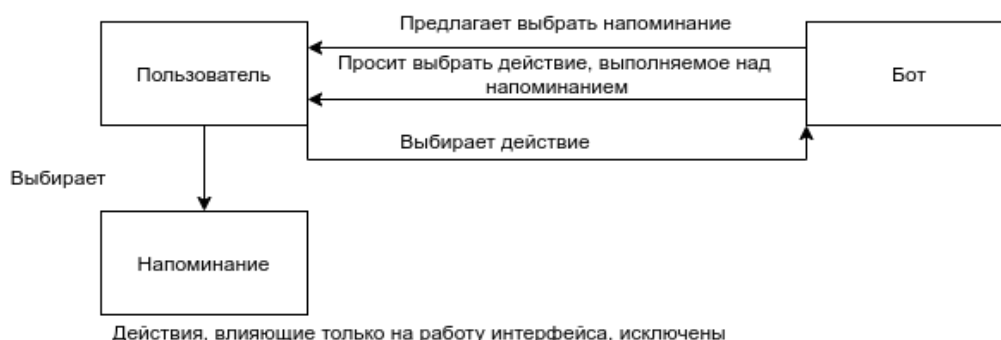 Предлагает выбрать напоминание
Пользователь
Просит выбрать действие, выполняемое над
напоминанием
Бот
Выбирает действие
Выбирает
Напоминание
Действия, влияющие только на работу интерфейса, исключены